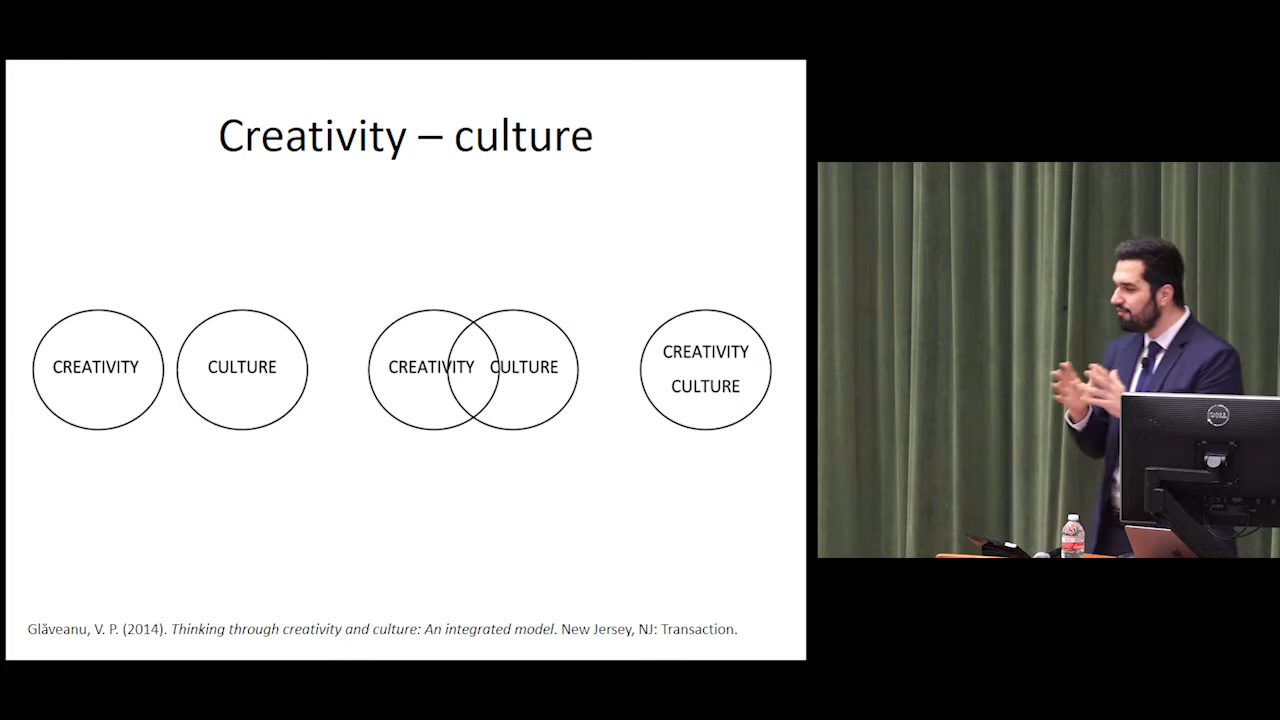 Creativity – culture
CREATIVITY
CULTURE
CREATIVITY
CULTURE
CREATIVITY
CULTURE
Glăveanu, V. P. (2014). Thinking through creativity and culture: An integrated model. New Jersey, NJ: Transaction.
DELL